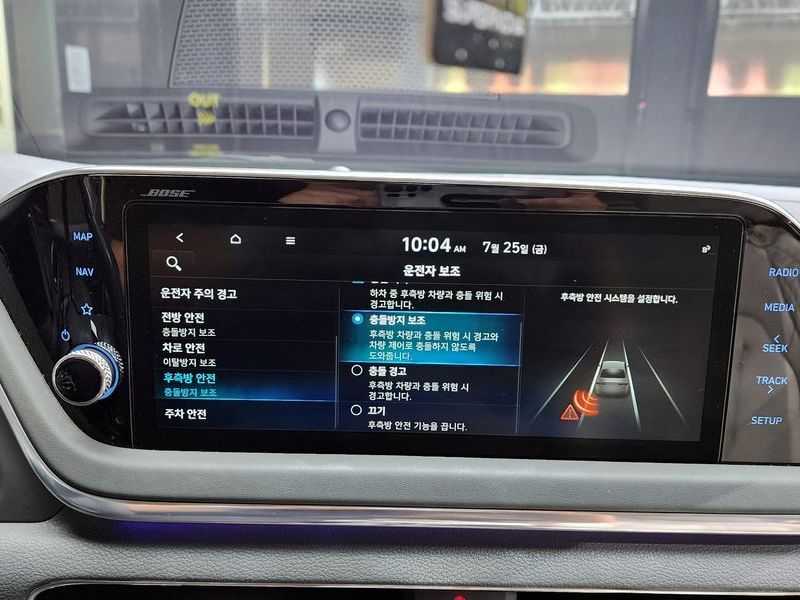 OUT
BOSE
MAP
NAV
10:04 AM 7월 25일 (금)
운전자 보조
운전자 주의 경고
전방 안전
충돌방지 보조
차로 안전
이탈방지 보조
후측방 안전
충돌방지 보조
주차 안전
하차 중 후측방 차량과 충돌 위험 시
경고합니다.
충돌방지 보조
후측방 차량과 충돌 위험 시 경고와
차량 제어로 충돌하지 않도록
도와줍니다.
충돌 경고
후측방 차량과 충돌 위험 시
경고합니다.
끄기
후측방 안전 기능을 끕니다.
후측방 안전 시스템을 설정합니다.
RADIO
MEDIA
SEEK
TRACK
SETUP